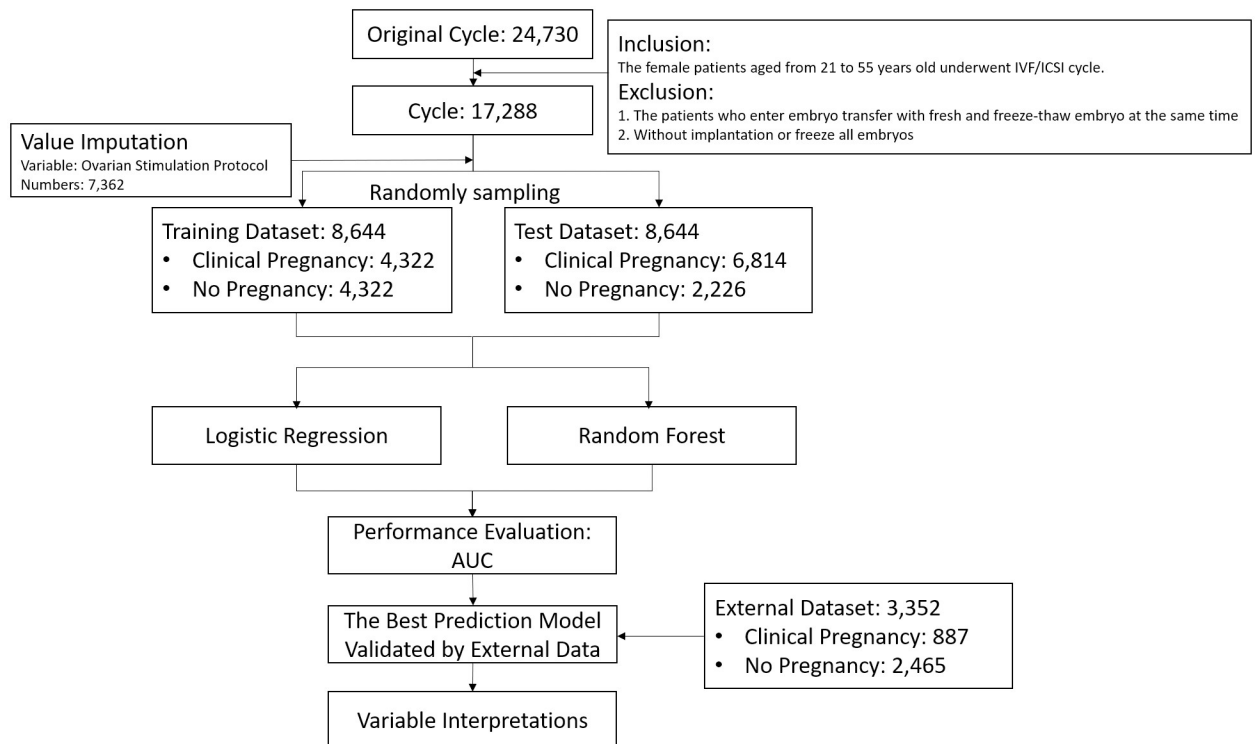 Original Cycle: 24,730
Inclusion:
The female patients aged from 21 to 55 years old underwent IVF/ICSI cycle.
Exclusion:
1. The patients who enter embryo transfer with fresh and freeze-thaw embryo at the same time
2. Without implantation or freeze all embryos
Cycle: 17,288
Value Imputation
Variable: Ovarian Stimulation Protocol
Numbers: 7,362
Randomly sampling
Training Dataset: 8,644
• Clinical Pregnancy: 4,322
• No Pregnancy: 4,322
Test Dataset: 8,644
• Clinical Pregnancy: 6,814
• No Pregnancy: 2,226
Logistic Regression
Random Forest
Performance Evaluation:
AUC
The Best Prediction Model
Validated by External Data
External Dataset: 3,352
• Clinical Pregnancy: 887
• No Pregnancy: 2,465
Variable Interpretations